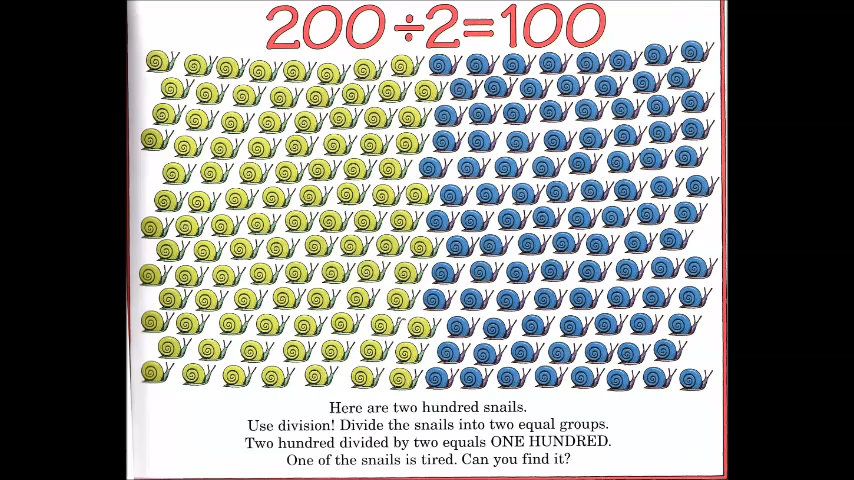 200÷2=100
Here are two hundred snails.
Use division! Divide the snails into two equal groups.
Two hundred divided by two equals ONE HUNDRED.
One of the snails is tired. Can you find it?